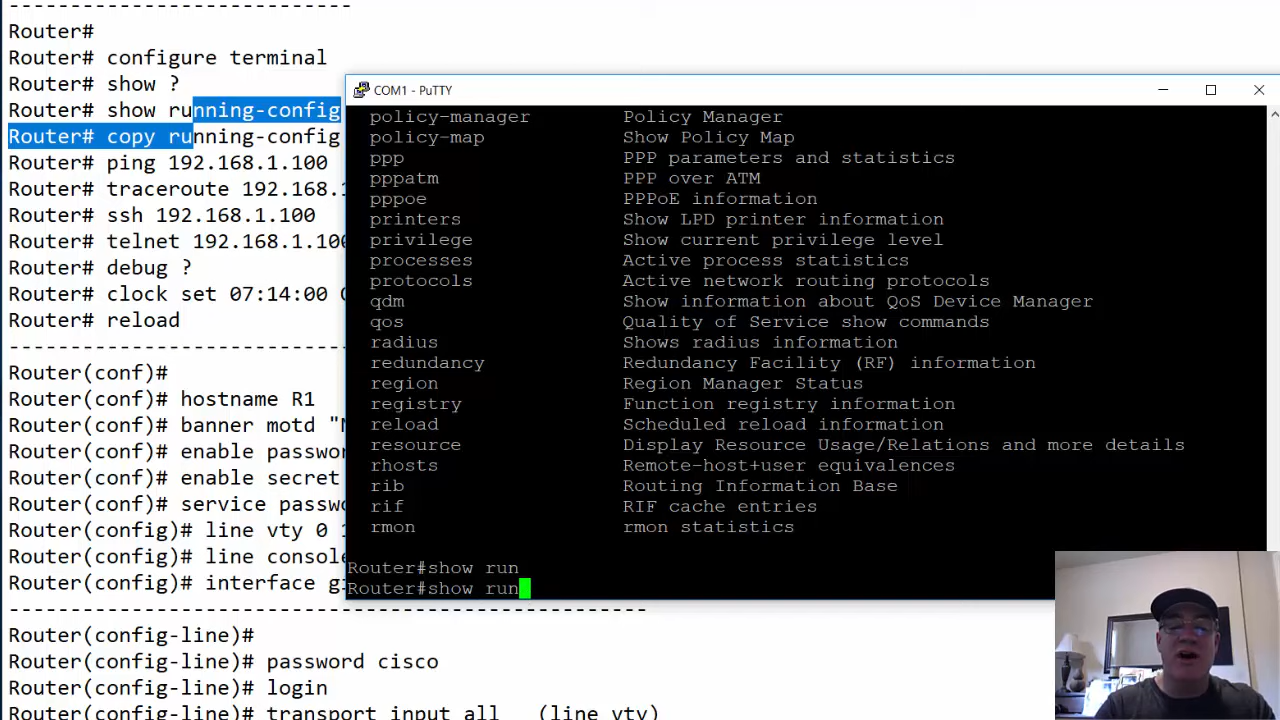 ------------------------------
Router#
Router# configure terminal
Router# show ?
Router# show running-config
Router# copy running-config
Router# ping 192.168.1.100
Router# traceroute 192.168.1
Router# ssh 192.168.1.100
Router# telnet 192.168.1.100
Router# debug ?
Router# clock set 07:14:00
Router# reload
------------------------------
Router(conf)#
Router(conf)# hostname R1
Router(conf)# banner motd "
Router(conf)# enable passwor
Router(conf)# enable secret
Router(conf)# service passw
Router(config)# line vty 0
Router(config)# line console
Router(config)# interface g
----------------------------------------------------
Router(config-line)#
Router(config-line)# password cisco
Router(config-line)# login
Router(config-line)# transport input all (line vty)
COM1 - PuTTY
policy-manager Policy Manager
policy-map Show Policy Map
ppp PPP parameters and statistics
pppatm PPP over ATM
pppoe PPPoE information
printers Show LPD printer information
privilege Show current privilege level
processes Active process statistics
protocols Active network routing protocols
qdm Show information about QoS Device Manager
qos Quality of Service show commands
radius Shows radius information
redundancy Redundancy Facility (RF) information
region Region Manager Status
registry Function registry information
reload Scheduled reload information
resource Display Resource Usage/Relations and more details
rhosts Remote-host+user equivalences
rib Routing Information Base
rif RIF cache entries
rmon rmon statistics
Router#show run
Router#show run